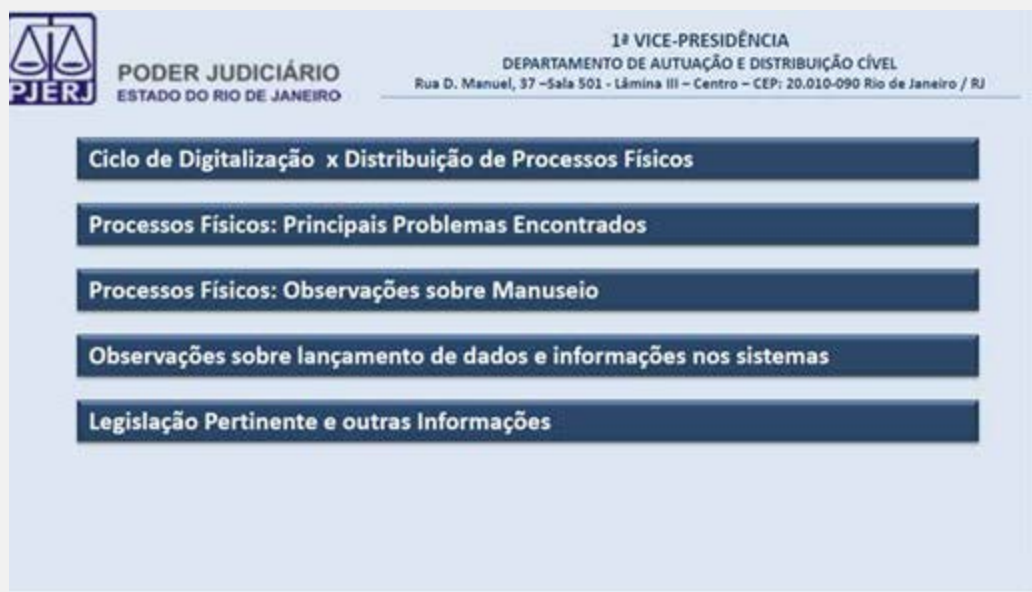 PJERJ
PODER JUDICIÁRIO
ESTADO DO RIO DE JANEIRO
1ª VICE-PRESIDÊNCIA
DEPARTAMENTO DE AUTUAÇÃO E DISTRIBUIÇÃO CÍVEL
Rua D. Manuel, 37 –Sala 501 - Lâmina III – Centro – CEP: 20.010-090 Rio de Janeiro / RJ
Ciclo de Digitalização x Distribuição de Processos Físicos
Processos Físicos: Principais Problemas Encontrados
Processos Físicos: Observações sobre Manuseio
Observações sobre lançamento de dados e informações nos sistemas
Legislação Pertinente e outras Informações